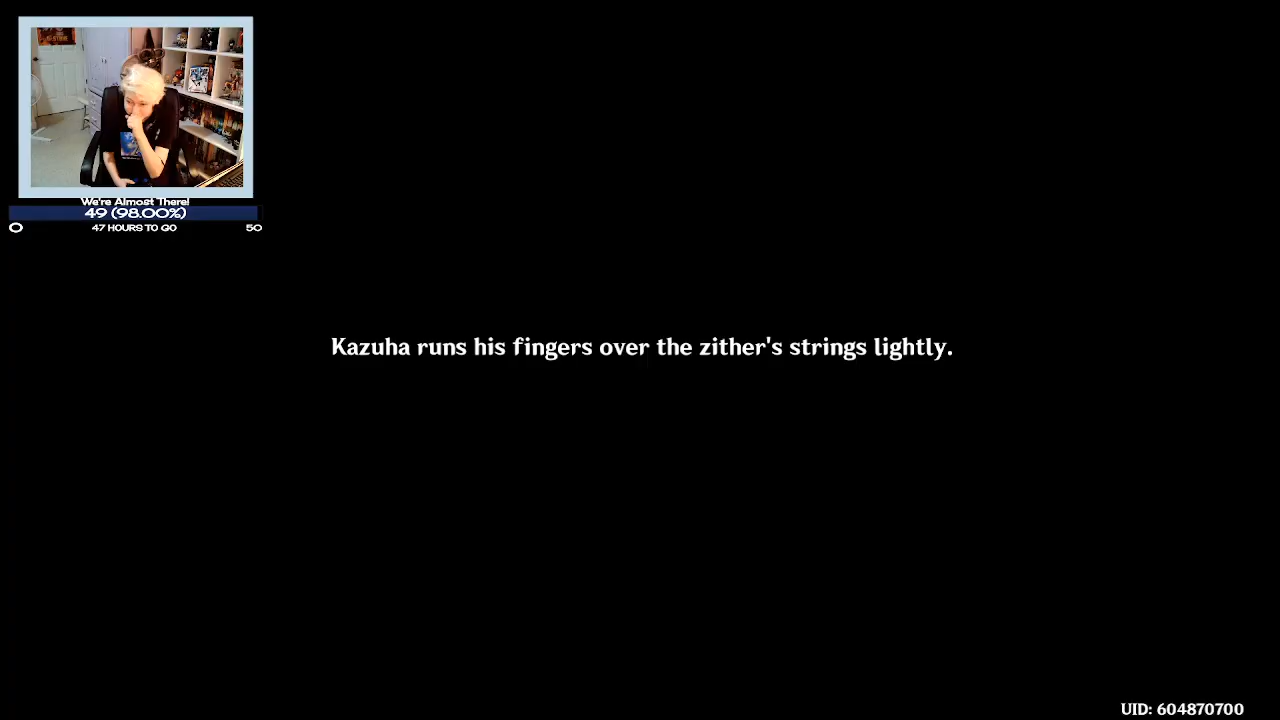 We're Almost There!
49 (98.00%)
0 47 HOURS TO GO 50
Kazuha runs his fingers over the zither's strings lightly.
UID: 604870700